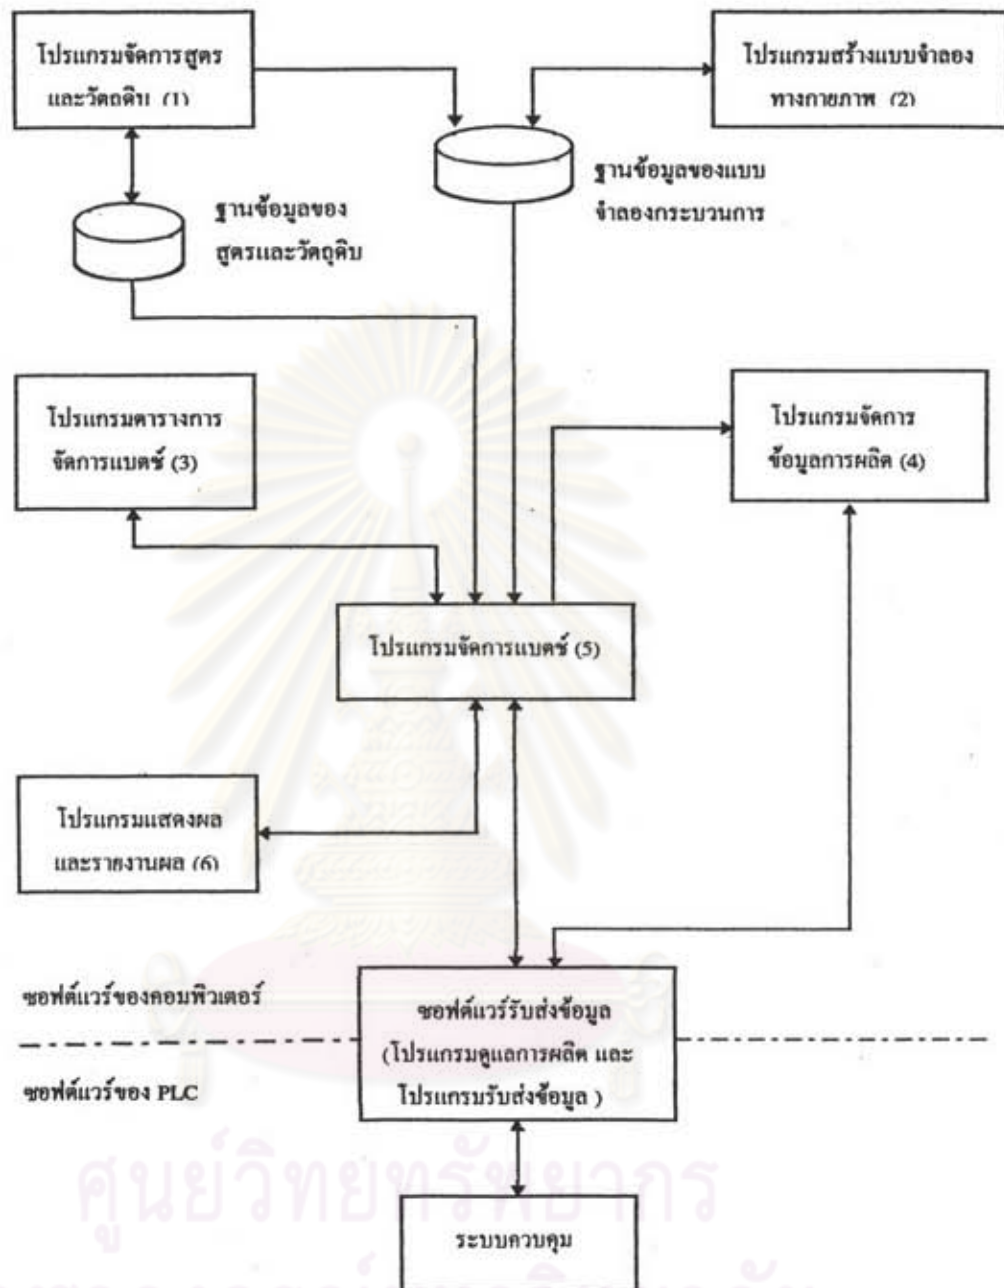 โปรแกรมจัดการสูตร
และวัตถุดิบ (1)
โปรแกรมสร้างแบบจำลอง
ทางกายภาพ (2)
ฐานข้อมูลของ
สูตรและวัตถุดิบ
ฐานข้อมูลของแบบ
จำลองกระบวนการ
โปรแกรมตารางการ
จัดการแบตช์ (3)
โปรแกรมจัดการ
ข้อมูลการผลิต (4)
โปรแกรมจัดการแบตช์ (5)
โปรแกรมแสดงผล
และรายงานผล (6)
ซอฟต์แวร์ของคอมพิวเตอร์
ซอฟต์แวร์รับส่งข้อมูล
(โปรแกรมดูแลการผลิต และ
โปรแกรมรับส่งข้อมูล )
ซอฟต์แวร์ของ PLC
ศูนย์วิทยทรัพยากร
ระบบควบคุม